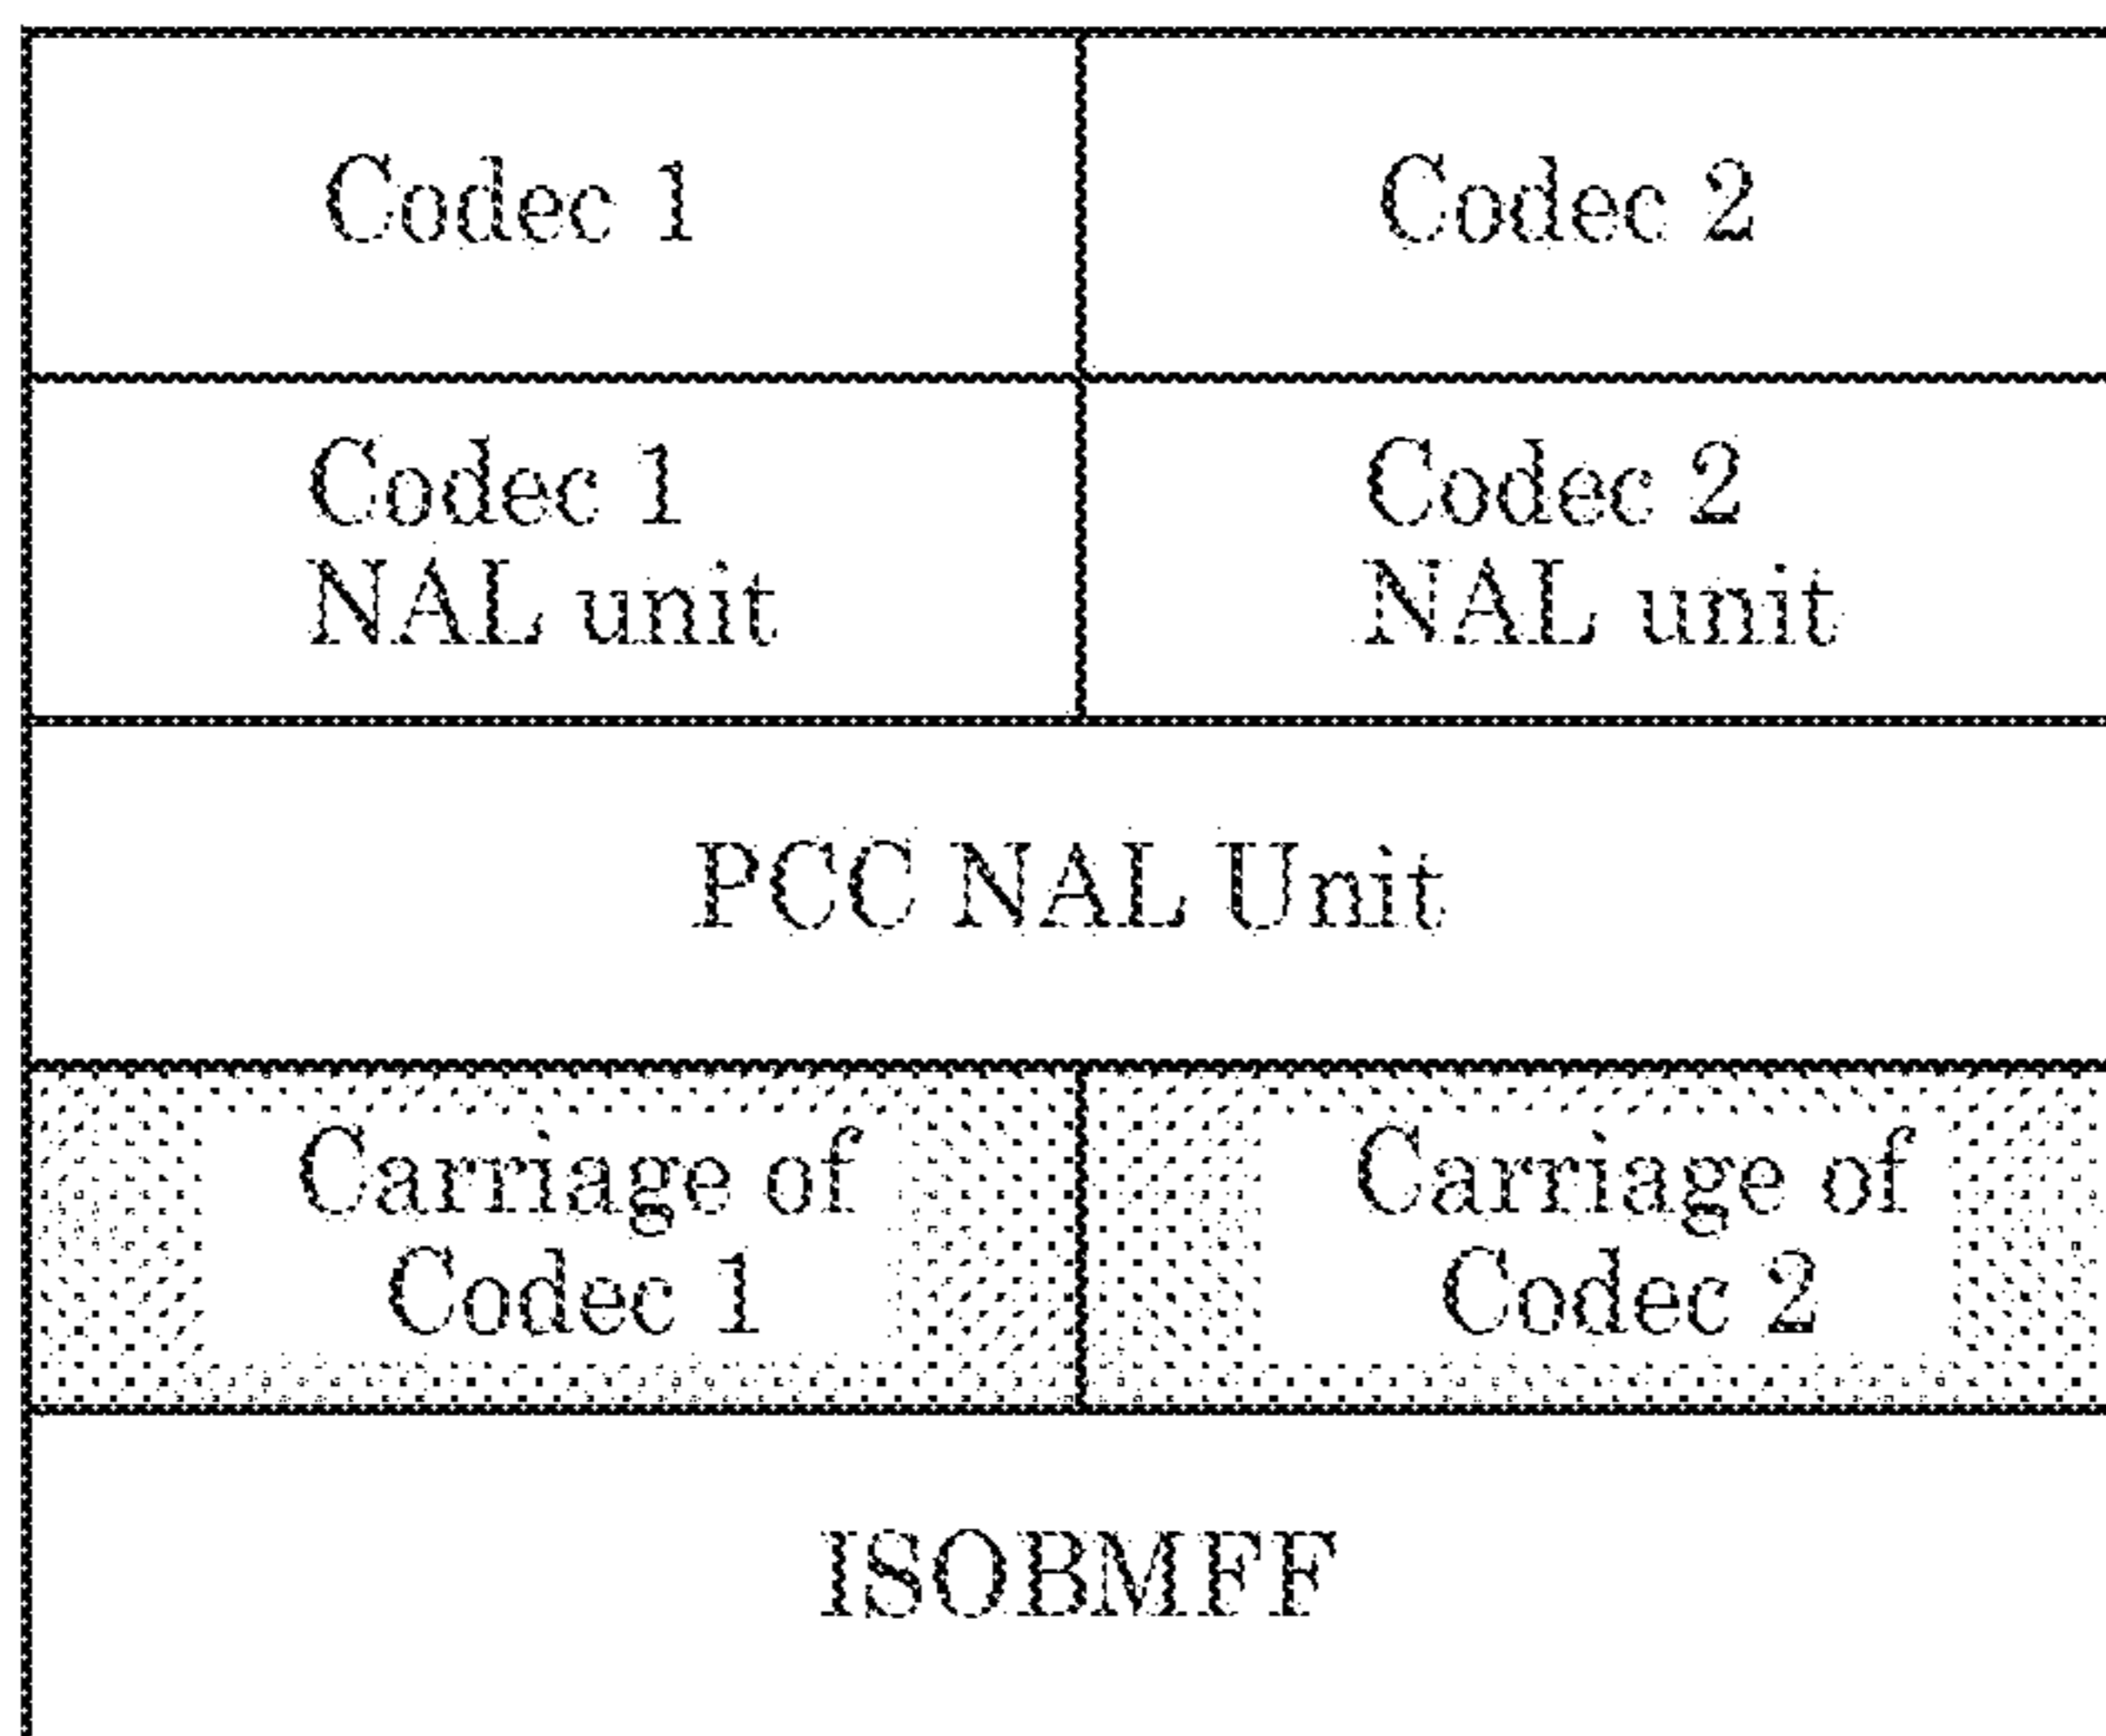 Codec 1
Codec 2
Codec 1
NAL unit
Codec 2
NAL unit
PCC NAL Unit
Carriage of
Codec 1
Carriage of
Codec 2
ISOBMFF